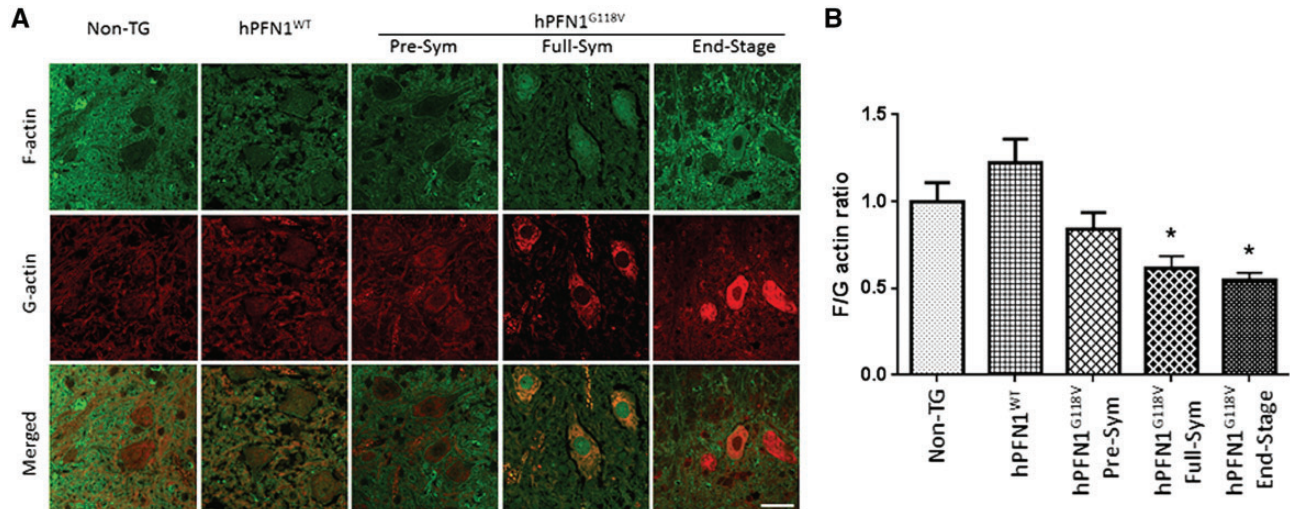 A
Non-TG
hPFN1WT
hPFN1G118V
Pre-Sym
Full-Sym
End-Stage
F-actin
G-actin
Merged
B
F/G actin ratio
1.5
1.0
0.5
0.0
*
*
Non-TG
hPFN1WT
hPFN1G118V
Pre-Sym
hPFN1G118V
Full-Sym
hPFN1G118V
End-Stage